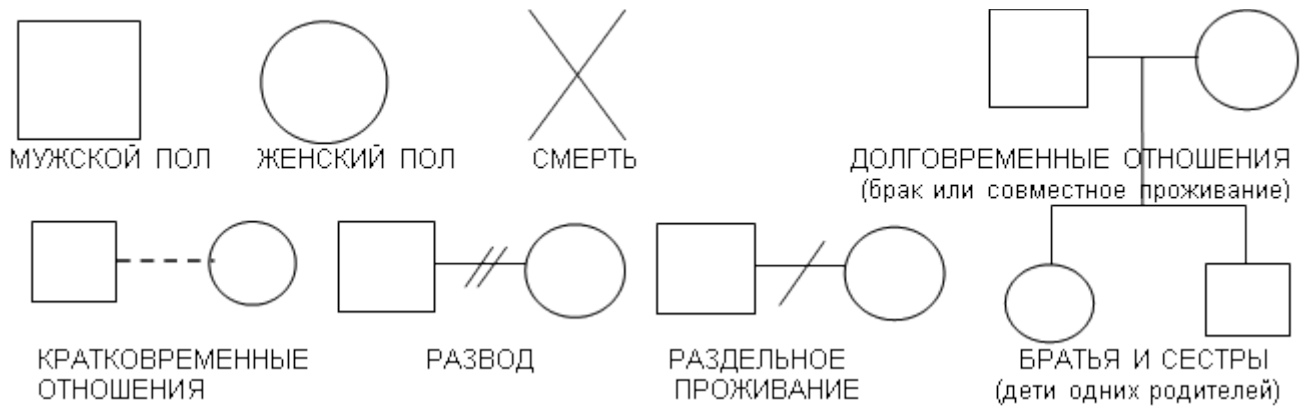 МУЖСКОЙ ПОЛ
ЖЕНСКИЙ ПОЛ
СМЕРТЬ
ДОЛГОВРЕМЕННЫЕ ОТНОШЕНИЯ
(брак или совместное проживание)
КРАТКОВРЕМЕННЫЕ
ОТНОШЕНИЯ
РАЗВОД
РАЗДЕЛЬНОЕ
ПРОЖИВАНИЕ
БРАТЬЯ И СЕСТРЫ
(дети одних родителей)